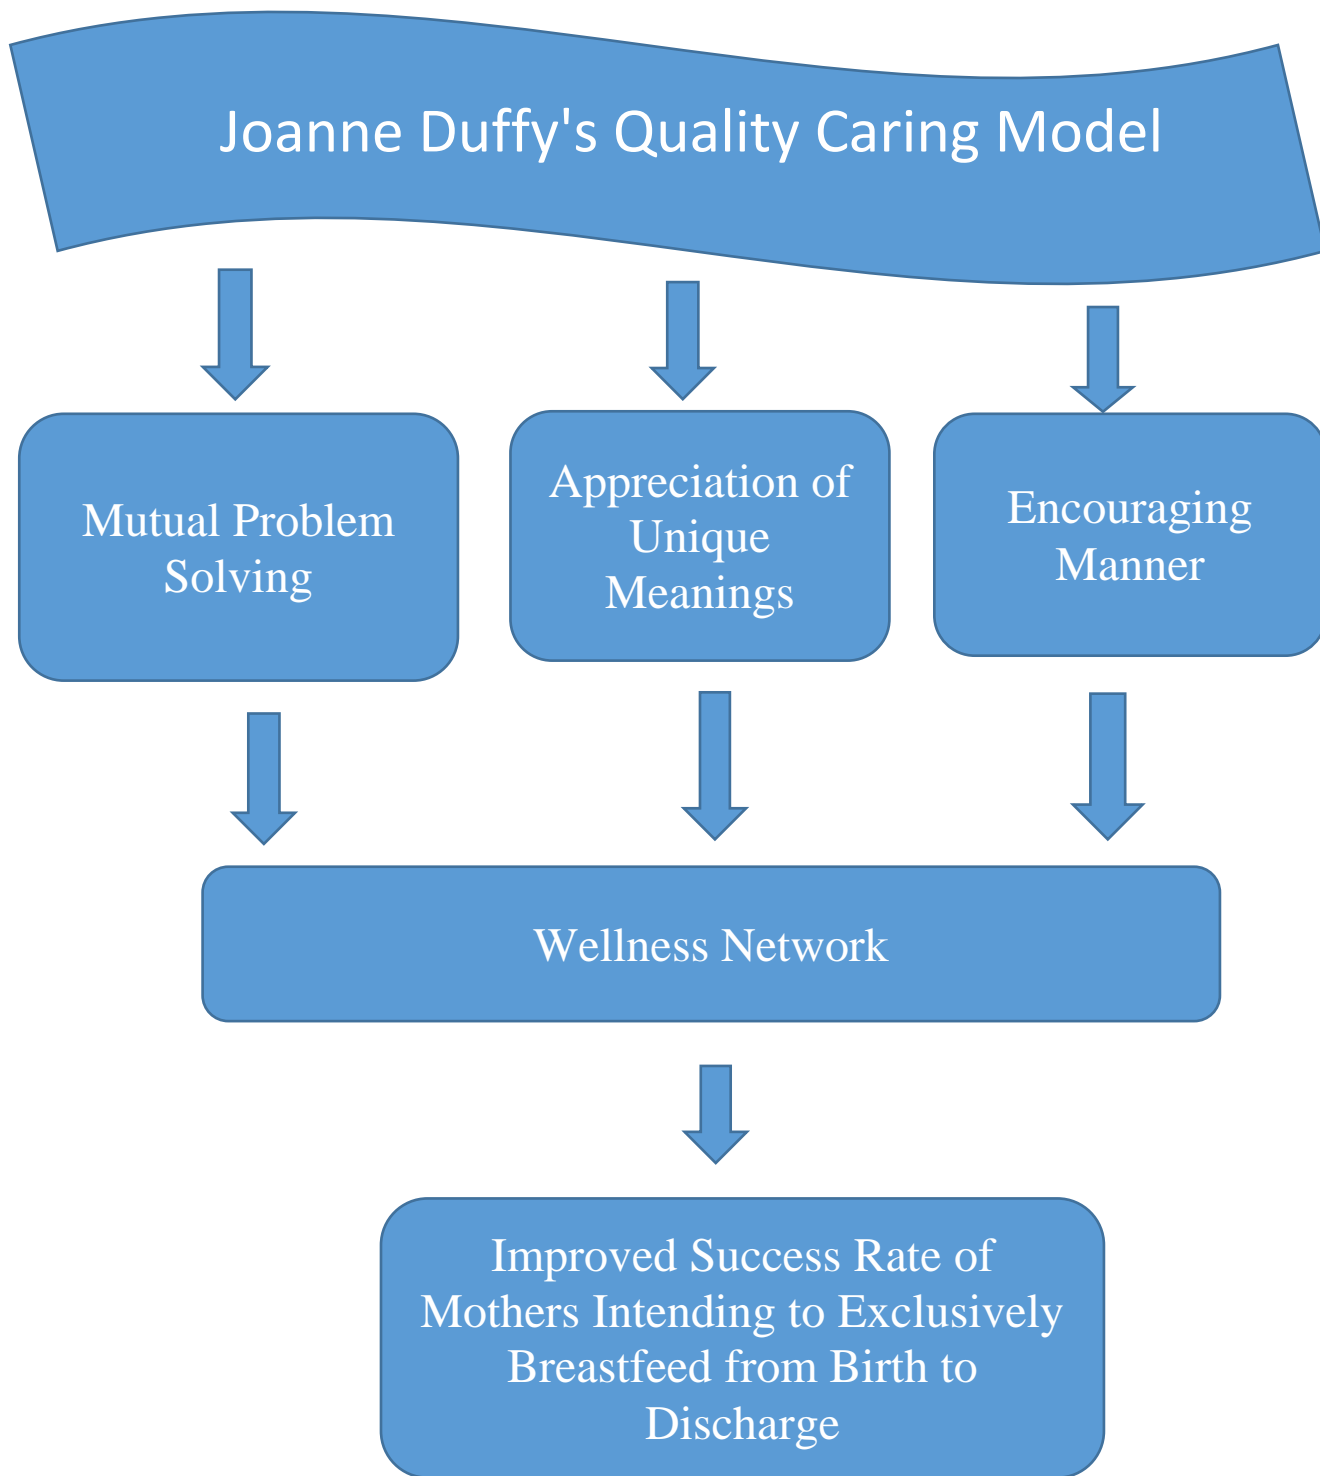 Joanne Duffy's Quality Caring Model
Mutual Problem
Solving
Appreciation of
Unique
Meanings
Encouraging
Manner
Wellness Network
Improved Success Rate of
Mothers Intending to Exclusively
Breastfeed from Birth to
Discharge